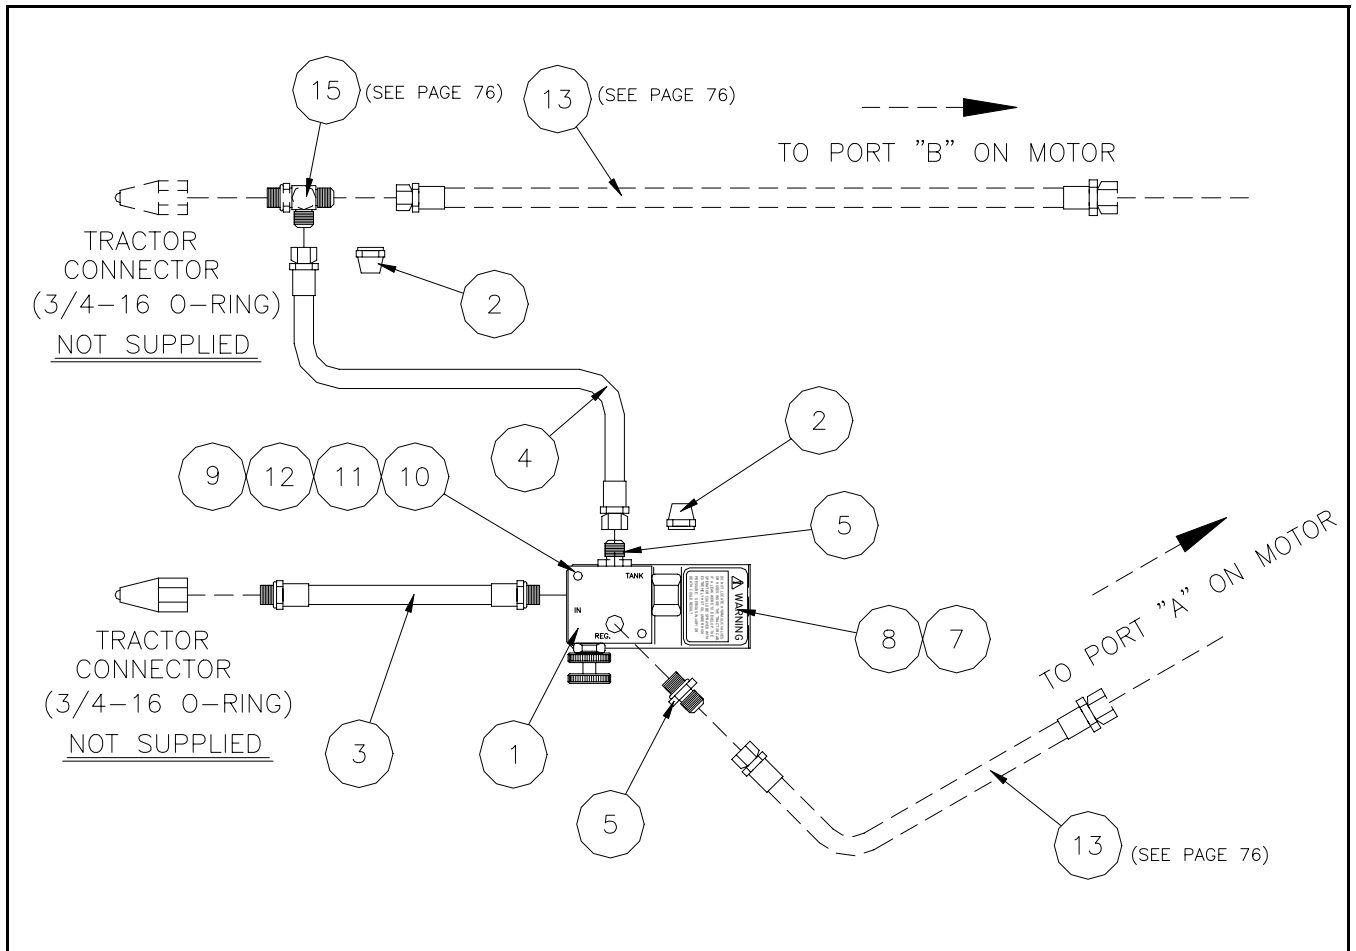 15 (SEE PAGE 76)
13 (SEE PAGE 76)
TO PORT "B" ON MOTOR
TRACTOR
CONNECTOR
(3/4-16 O-RING)
NOT SUPPLIED
2
2
4
9 12 11 10
5
TANK
IN
REG.
WARNING
8 7
TO PORT "A" ON MOTOR
TRACTOR
CONNECTOR
(3/4-16 O-RING)
NOT SUPPLIED
3
1
5
13 (SEE PAGE 76)